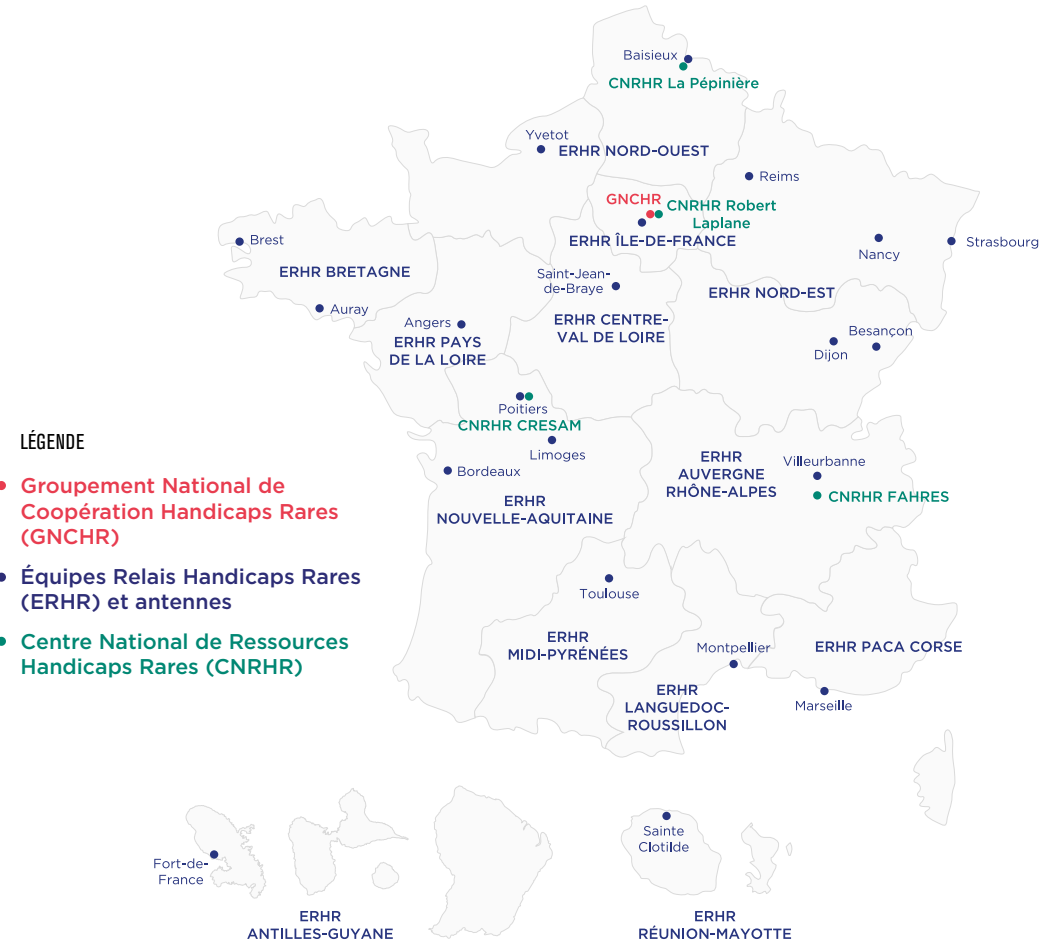 Baisieux
CNRHR La Pépinière
Yvetot
ERHR NORD-OUEST
Reims
GNCHR
CNRHR Robert
Laplane
ERHR ÎLE-DE-FRANCE
Brest
Nancy
Strasbourg
ERHR BRETAGNE
Saint-Jean-
de-Braye
ERHR NORD-EST
Auray
Angers
ERHR PAYS
DE LA LOIRE
ERHR CENTRE-
VAL DE LOIRE
Besançon
Dijon
Poitiers
CNRHR CRESAM
Limoges
Bordeaux
ERHR
NOUVELLE-AQUITAINE
ERHR
AUVERGNE
RHÔNE-ALPES
Villeurbanne
CNRHR FAHRES
LÉGENDE
Groupement National de
Coopération Handicaps Rares
(GNCHR)
Équipes Relais Handicaps Rares
(ERHR) et antennes
Centre National de Ressources
Handicaps Rares (CNRHR)
Toulouse
ERHR
MIDI-PYRÉNÉES
Montpellier
ERHR PACA CORSE
ERHR
LANGUEDOC-
ROUSSILLON
Marseille
Fort-de-
France
ERHR
ANTILLES-GUYANE
Sainte
Clotilde
ERHR
RÉUNION-MAYOTTE